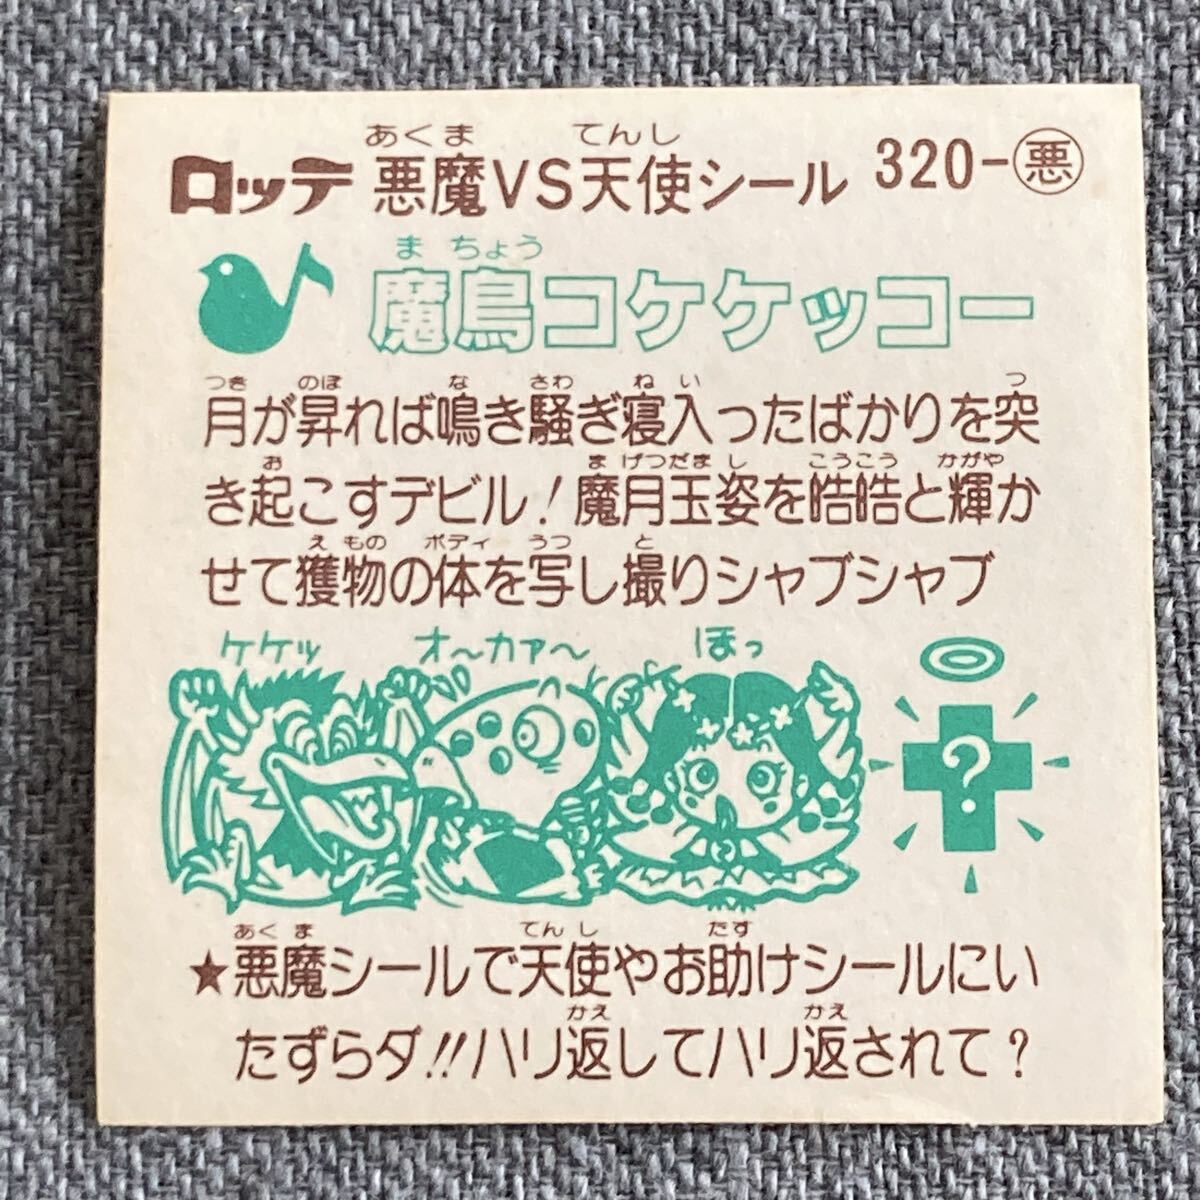 あくま てんし
ロッテ 悪魔VS天使シール 320-悪
まちょう
魔鳥コケケッコー
つき のぼ な さわ ね い つ
月が昇れば鳴き騒ぎ寝入ったばかりを突
お まげつだまし こうこう かがや
き起こすデビル!魔月玉姿を皓皓と輝か
えもの ボディ うつ と
せて獲物の体を写し撮りシャブシャブ
ケケッ オ〜カァ〜 ほっ
?
あくま てんし たす
★悪魔シールで天使やお助けシールにい
かえ かえ
たずらダ!!ハリ返してハリ返されて?